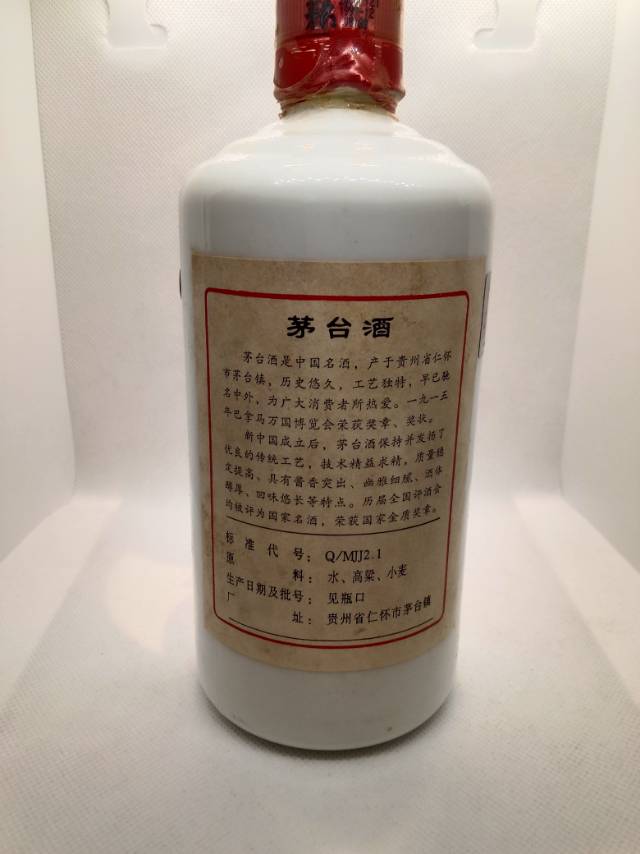 茅台酒
茅台酒是中国名酒，产于贵州省仁怀
市茅台镇，历史悠久，工艺独特，早已驰
名中外，为广大消费者所热爱。一九一五
年巴拿马万国博览会荣获奖章、奖状。
新中国成立后，茅台酒保持并发扬了
优良的传统工艺，技术精益求精，质量稳
定提高、具有酱香突出、幽雅细腻、酒体
醇厚、回味悠长等特点。历届全国评酒会
均被评为国家名酒，荣获国家金质奖章。
标准代号：Q/MJJ2.1
原料：水、高粱、小麦
生产日期及批号：见瓶口
厂址：贵州省仁怀市茅台镇